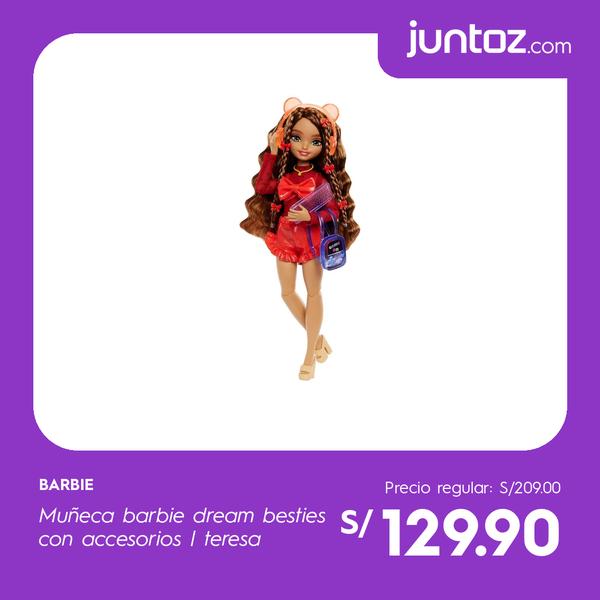 juntoz.com
BARBIE
Muñeca barbie dream besties
con accesorios | teresa
Precio regular: S/209.00
S/129.90